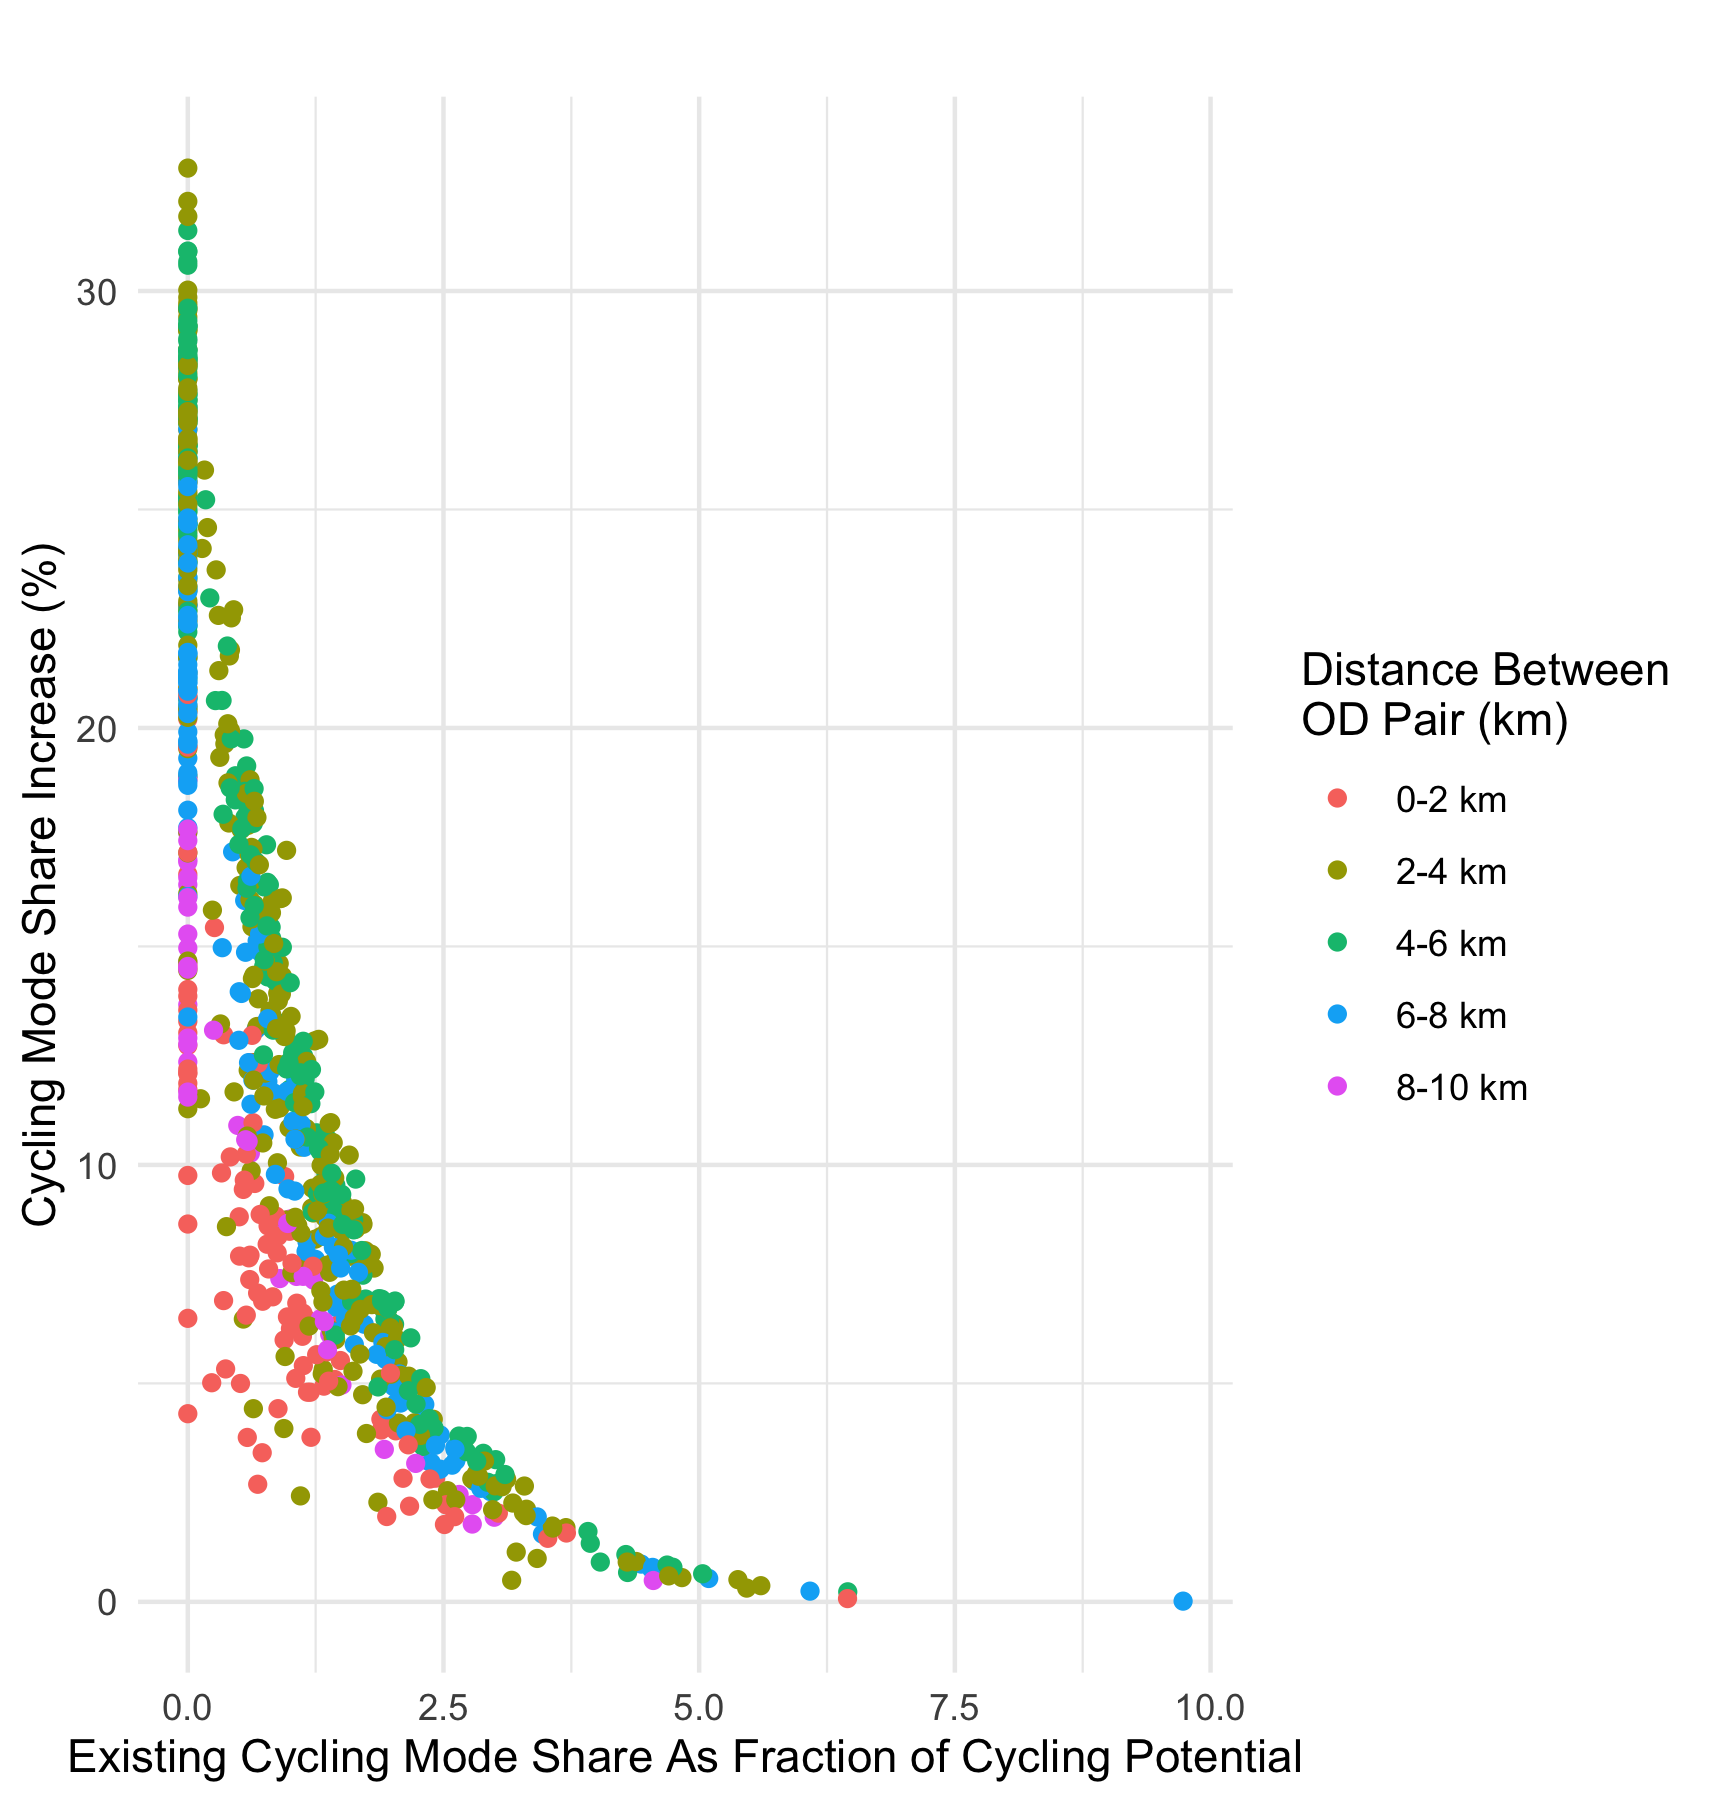 30
20
10
0
Cycling Mode Share Increase (%)
0.0 2.5 5.0 7.5 10.0
Existing Cycling Mode Share As Fraction of Cycling Potential
Distance Between
OD Pair (km)
0-2 km
2-4 km
4-6 km
6-8 km
8-10 km